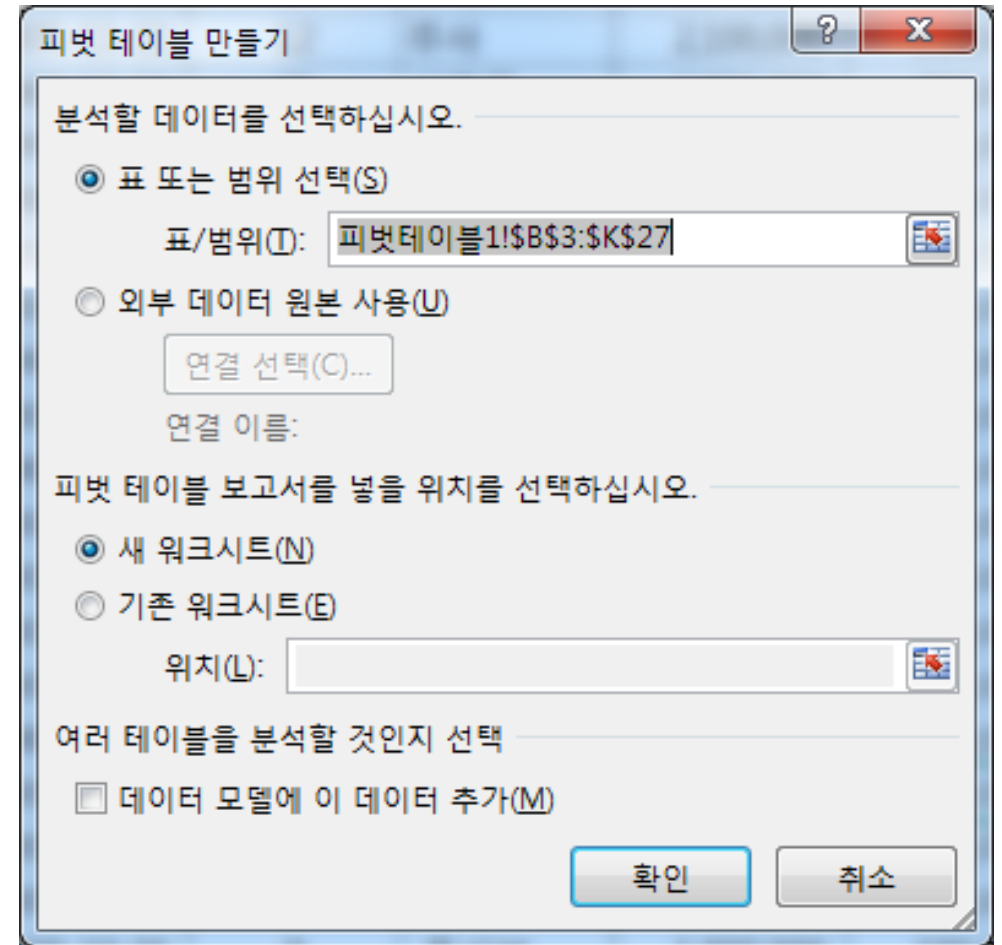 피벗 테이블 만들기
분석할 데이터를 선택하십시오.
표 또는 범위 선택(S)
표/범위(T): 피벗테이블1!$B$3:$K$27
외부 데이터 원본 사용(U)
연결 선택(C)...
연결 이름:
피벗 테이블 보고서를 넣을 위치를 선택하십시오.
새 워크시트(N)
기존 워크시트(E)
위치(L):
여러 테이블을 분석할 것인지 선택
데이터 모델에 이 데이터 추가(M)
확인 취소